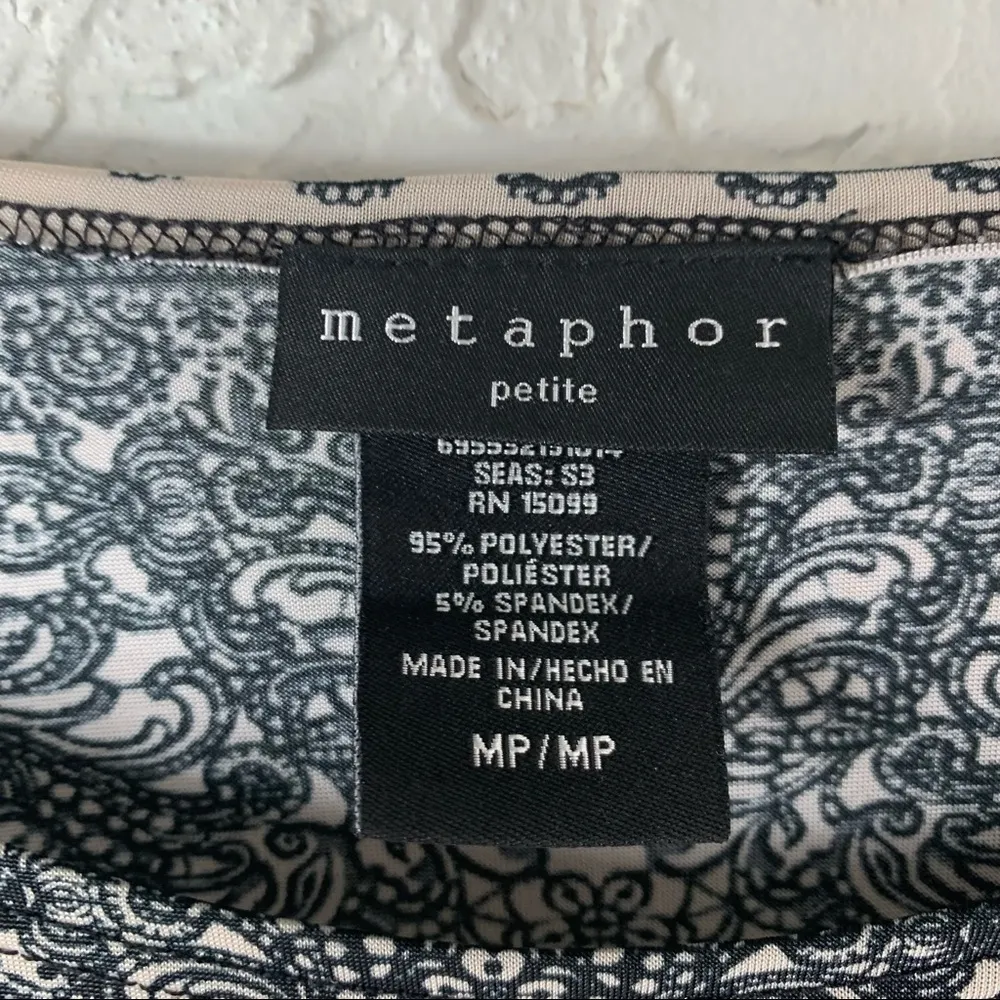 metaphor
petite
SEAS: S3
RN 15099
95% POLYESTER/
POLIÉSTER
5% SPANDEX/
SPANDEX
MADE IN/HECHO EN
CHINA
MP/MP